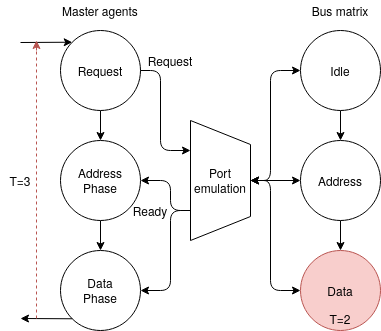 Master agents
Bus matrix
Request
Request
Idle
T=3
Address
Phase
Port
emulation
Address
Ready
Data
Phase
Data
T=2